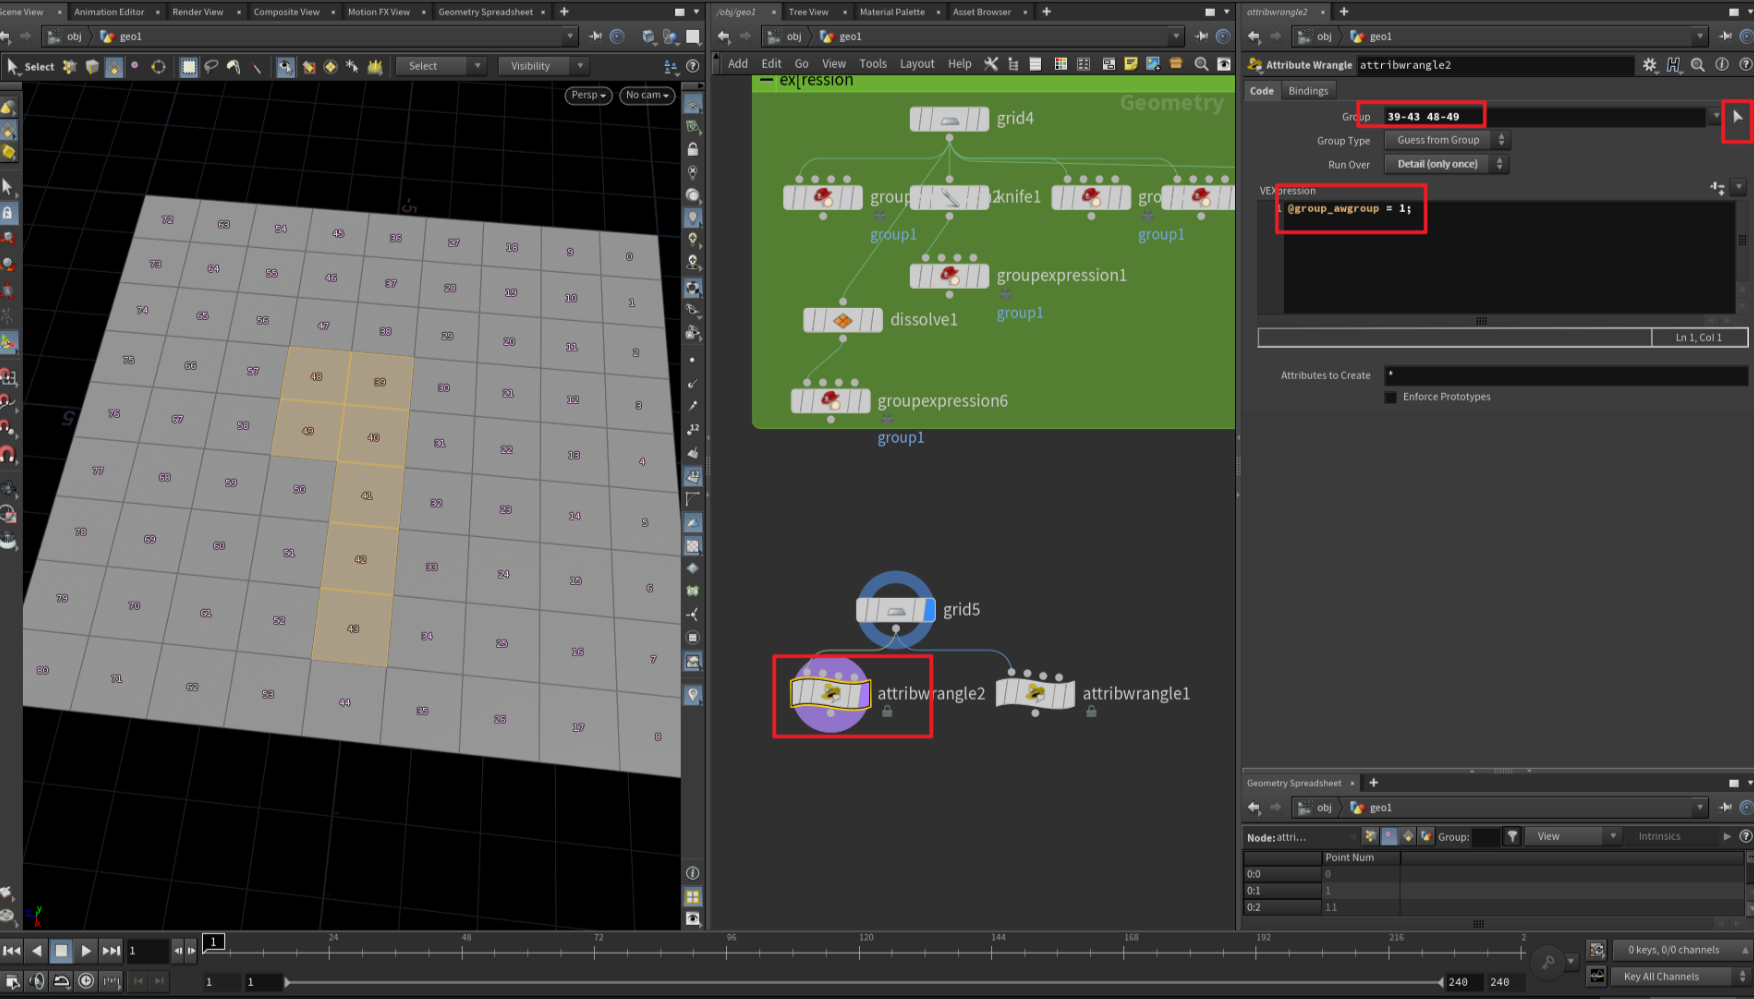 Scene View
Animation Editor
Render View
Composite View
Motion FX View
Geometry Spreadsheet
obj
geo1
Select
Select
Visibility
Persp
No cam
-5
72 63 54 45 36 27 18 9 0
73 64 55 46 37 28 19 10 1
74 65 56 47 38 29 20 11 2
75 66 57 48 39 30 21 12 3
76 67 58 49 40 31 22 13 4
77 68 59 50 41 32 23 14 5
78 69 60 51 42 33 24 15 6
79 70 61 52 43 34 25 16 7
80 71 62 53 44 35 26 17 8
/obj/geo1
Tree View
Material Palette
Asset Browser
obj
geo1
Add Edit Go View Tools Layout Help
ex[ression
Geometry
grid4
group
2
knife1
gro
group1
group1
groupexpression1
group1
dissolve1
groupexpression6
group1
grid5
attribwrangle2
attribwrangle1
attribwrangle2
obj
geo1
Attribute Wrangle attribwrangle2
Code
Bindings
Group 39-43 48-49
Group Type Guess from Group
Run Over Detail (only once)
VEXpression
1 @group_awgroup = 1;
Ln 1, Col 1
Attributes to Create *
Enforce Prototypes
Geometry Spreadsheet
obj
geo1
Node: attri...
Group:
View
Intrinsics
Point Num
0:0 0
0:1 1
0:2 11
1
1
24 48 72 96 120 144 168 192 216 2
0 keys, 0/0 channels
1
1
240
240
Key All Channels